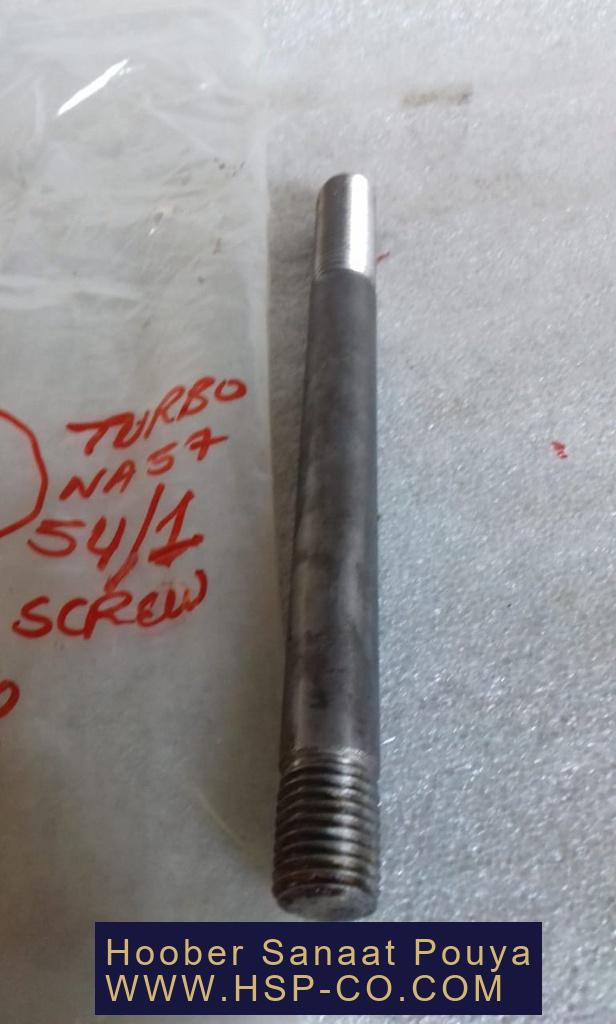 TURBO
NA57
54/1
SCREW
Hoober Sanaat Pouya
WWW.HSP-CO.COM